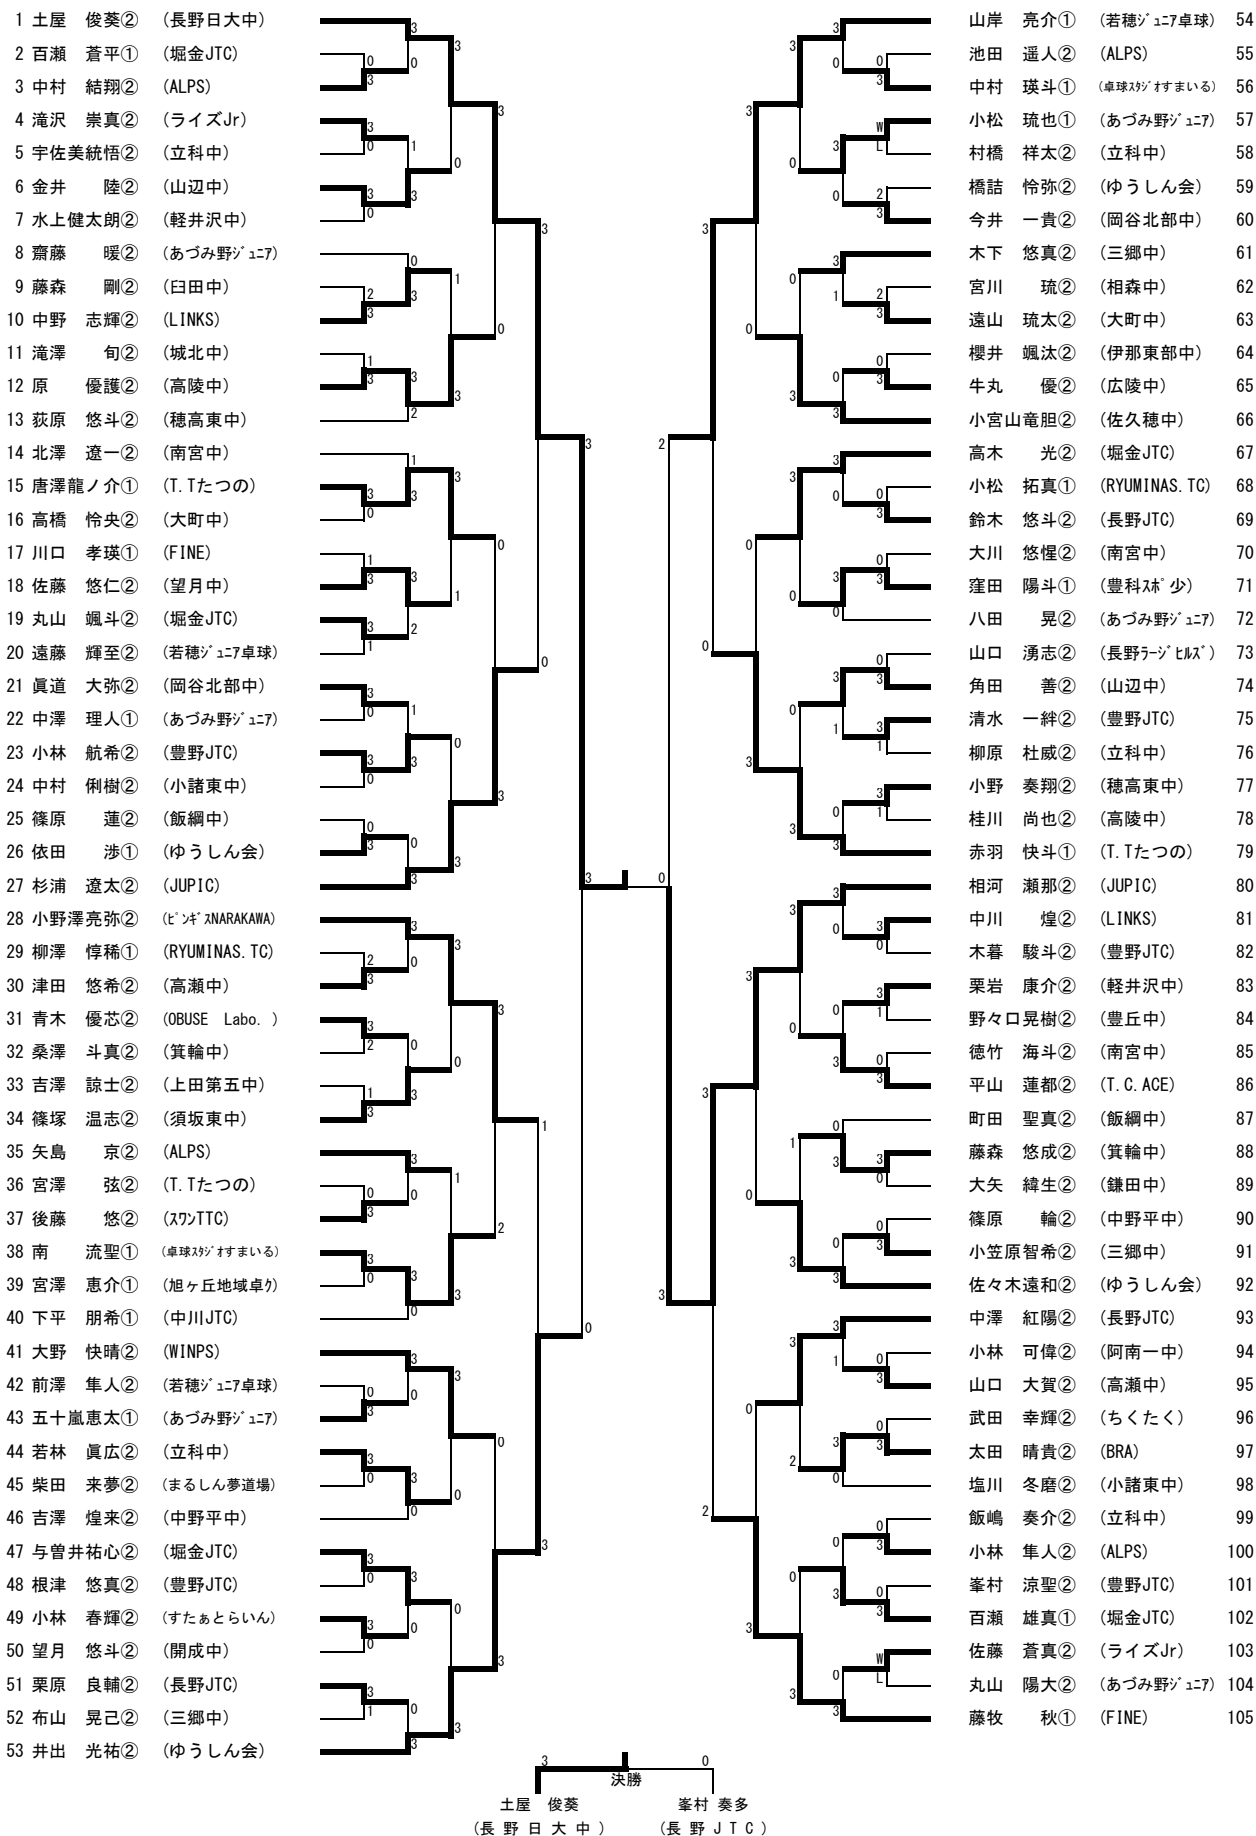 1 土屋　俊葵② (長野日大中)
2 百瀬　蒼平① (堀金JTC)
3 中村　結翔② (ALPS)
4 滝沢　崇真② (ライズJr)
5 宇佐美統悟② (立科中)
6 金井　　陸② (山辺中)
7 水上健太朗② (軽井沢中)
8 齋藤　　暖② (あづみ野ｼﾞｭﾆｱ)
9 藤森　　剛② (臼田中)
10 中野　志輝② (LINKS)
11 滝澤　　旬② (城北中)
12 原　　優護② (高陵中)
13 荻原　悠斗② (穂高東中)
14 北澤　遼一② (南宮中)
15 唐澤龍ノ介① (T.Tたつの)
16 高橋　怜央② (大町中)
17 川口　孝瑛① (FINE)
18 佐藤　悠仁② (望月中)
19 丸山　颯斗② (堀金JTC)
20 遠藤　輝至② (若穂ｼﾞｭﾆｱ卓球)
21 眞道　大弥② (岡谷北部中)
22 中澤　理人① (あづみ野ｼﾞｭﾆｱ)
23 小林　航希② (豊野JTC)
24 中村　俐樹② (小諸東中)
25 篠原　　蓮② (飯綱中)
26 依田　　渉① (ゆうしん会)
27 杉浦　遼太② (JUPIC)
28 小野澤亮弥② (ﾋﾟﾝｷﾞｽNARAKAWA)
29 柳澤　惇稀① (RYUMINAS.TC)
30 津田　悠希② (高瀬中)
31 青木　優芯② (OBUSE　Labo.)
32 桑澤　斗真② (箕輪中)
33 吉澤　諒士② (上田第五中)
34 篠塚　温志② (須坂東中)
35 矢島　　京② (ALPS)
36 宮澤　　弦② (T.Tたつの)
37 後藤　　悠② (ｽワンTTC)
38 南　　流聖① (卓球ｽﾀｼﾞｵすまいる)
39 宮澤　恵介① (旭ヶ丘地域卓ｸ)
40 下平　朋希① (中川JTC)
41 大野　快晴② (WINPS)
42 前澤　隼人② (若穂ｼﾞｭﾆｱ卓球)
43 五十嵐恵太① (あづみ野ｼﾞｭﾆｱ)
44 若林　眞広② (立科中)
45 柴田　来夢② (まるしん夢道場)
46 吉澤　煌来② (中野平中)
47 与曽井祐心② (堀金JTC)
48 根津　悠真② (豊野JTC)
49 小林　春輝② (すたぁとらいん)
50 望月　悠斗② (開成中)
51 栗原　良輔② (長野JTC)
52 布山　晃己② (三郷中)
53 井出　光祐② (ゆうしん会)
山岸　亮介① (若穂ｼﾞｭﾆｱ卓球) 54
池田　遥人② (ALPS) 55
中村　瑛斗① (卓球ｽﾀｼﾞｵすまいる) 56
小松　琉也① (あづみ野ｼﾞｭﾆｱ) 57
村橋　祥太② (立科中) 58
橋詰　怜弥② (ゆうしん会) 59
今井　一貴② (岡谷北部中) 60
木下　悠真② (三郷中) 61
宮川　　琉② (相森中) 62
遠山　琉太② (大町中) 63
櫻井　颯汰② (伊那東部中) 64
牛丸　　優② (広陵中) 65
小宮山竜胆② (佐久穂中) 66
高木　　光② (堀金JTC) 67
小松　拓真① (RYUMINAS.TC) 68
鈴木　悠斗② (長野JTC) 69
大川　悠惺② (南宮中) 70
窪田　陽斗① (豊科ｽﾎﾟ少) 71
八田　　晃② (あづみ野ｼﾞｭﾆｱ) 72
山口　湧志② (長野ﾗｰｼﾞﾋﾙｽﾞ) 73
角田　　善② (山辺中) 74
清水　一絆② (豊野JTC) 75
柳原　杜威② (立科中) 76
小野　奏翔② (穂高東中) 77
桂川　尚也② (高陵中) 78
赤羽　快斗① (T.Tたつの) 79
相河　瀬那② (JUPIC) 80
中川　　煌② (LINKS) 81
木暮　駿斗② (豊野JTC) 82
栗岩　康介② (軽井沢中) 83
野々口晃樹② (豊丘中) 84
徳竹　海斗② (南宮中) 85
平山　蓮都② (T.C.ACE) 86
町田　聖真② (飯綱中) 87
藤森　悠成② (箕輪中) 88
大矢　緯生② (鎌田中) 89
篠原　　輪② (中野平中) 90
小笠原智希② (三郷中) 91
佐々木遠和② (ゆうしん会) 92
中澤　紅陽② (長野JTC) 93
小林　可偉② (阿南一中) 94
山口　大賀② (高瀬中) 95
武田　幸輝② (ちくたく) 96
太田　晴貴② (BRA) 97
塩川　冬磨② (小諸東中) 98
飯嶋　奏介② (立科中) 99
小林　隼人② (ALPS) 100
峯村　涼聖② (豊野JTC) 101
百瀬　雄真① (堀金JTC) 102
佐藤　蒼真② (ライズJr) 103
丸山　陽大② (あづみ野ｼﾞｭﾆｱ) 104
藤牧　　秋① (FINE) 105
3 0
決勝
土屋　俊葵 峯村 奏多
(長野日大中) (長野JTC)